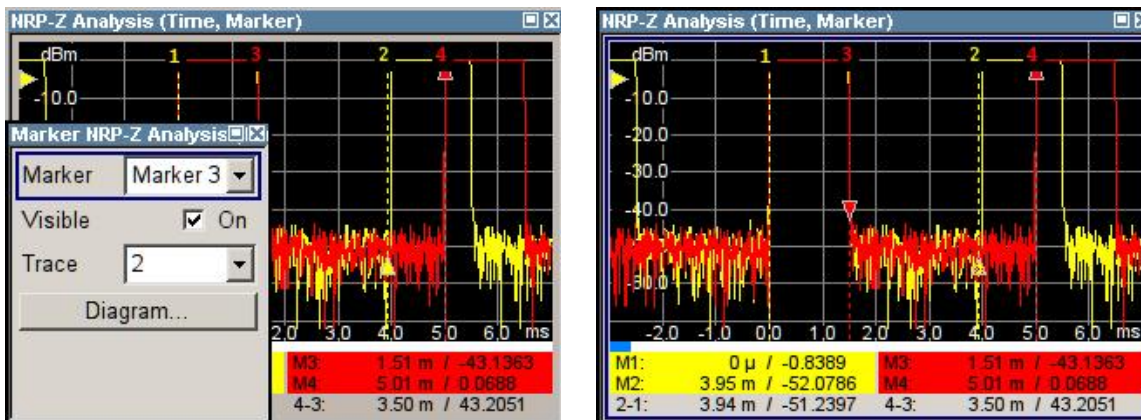 NRP-Z Analysis (Time, Marker)
dBm
1 3 2 4
-10.0
Marker NRP-Z Analysis
Marker Marker 3
Visible On
Trace 2
Diagram...
2,0 3,0 4,0 5,0 6,0 ms
M3: 1.51 m / -43.1363
M4 5.01 m / 0.0688
4-3: 3.50 m / 43.2051
NRP-Z Analysis (Time, Marker)
dBm
1 3 2 4
-10.0
-20.0
-30.0
-40.0
-2,0 -1,0 0,0 1,0 2,0 3,0 4,0 5,0 6,0 ms
M1: 0 µ / -0.8389 M3: 1.51 m / -43.1363
M2: 3.95 m / -52.0786 M4 5.01 m / 0.0688
2-1: 3.94 m / -51.2397 4-3: 3.50 m / 43.2051